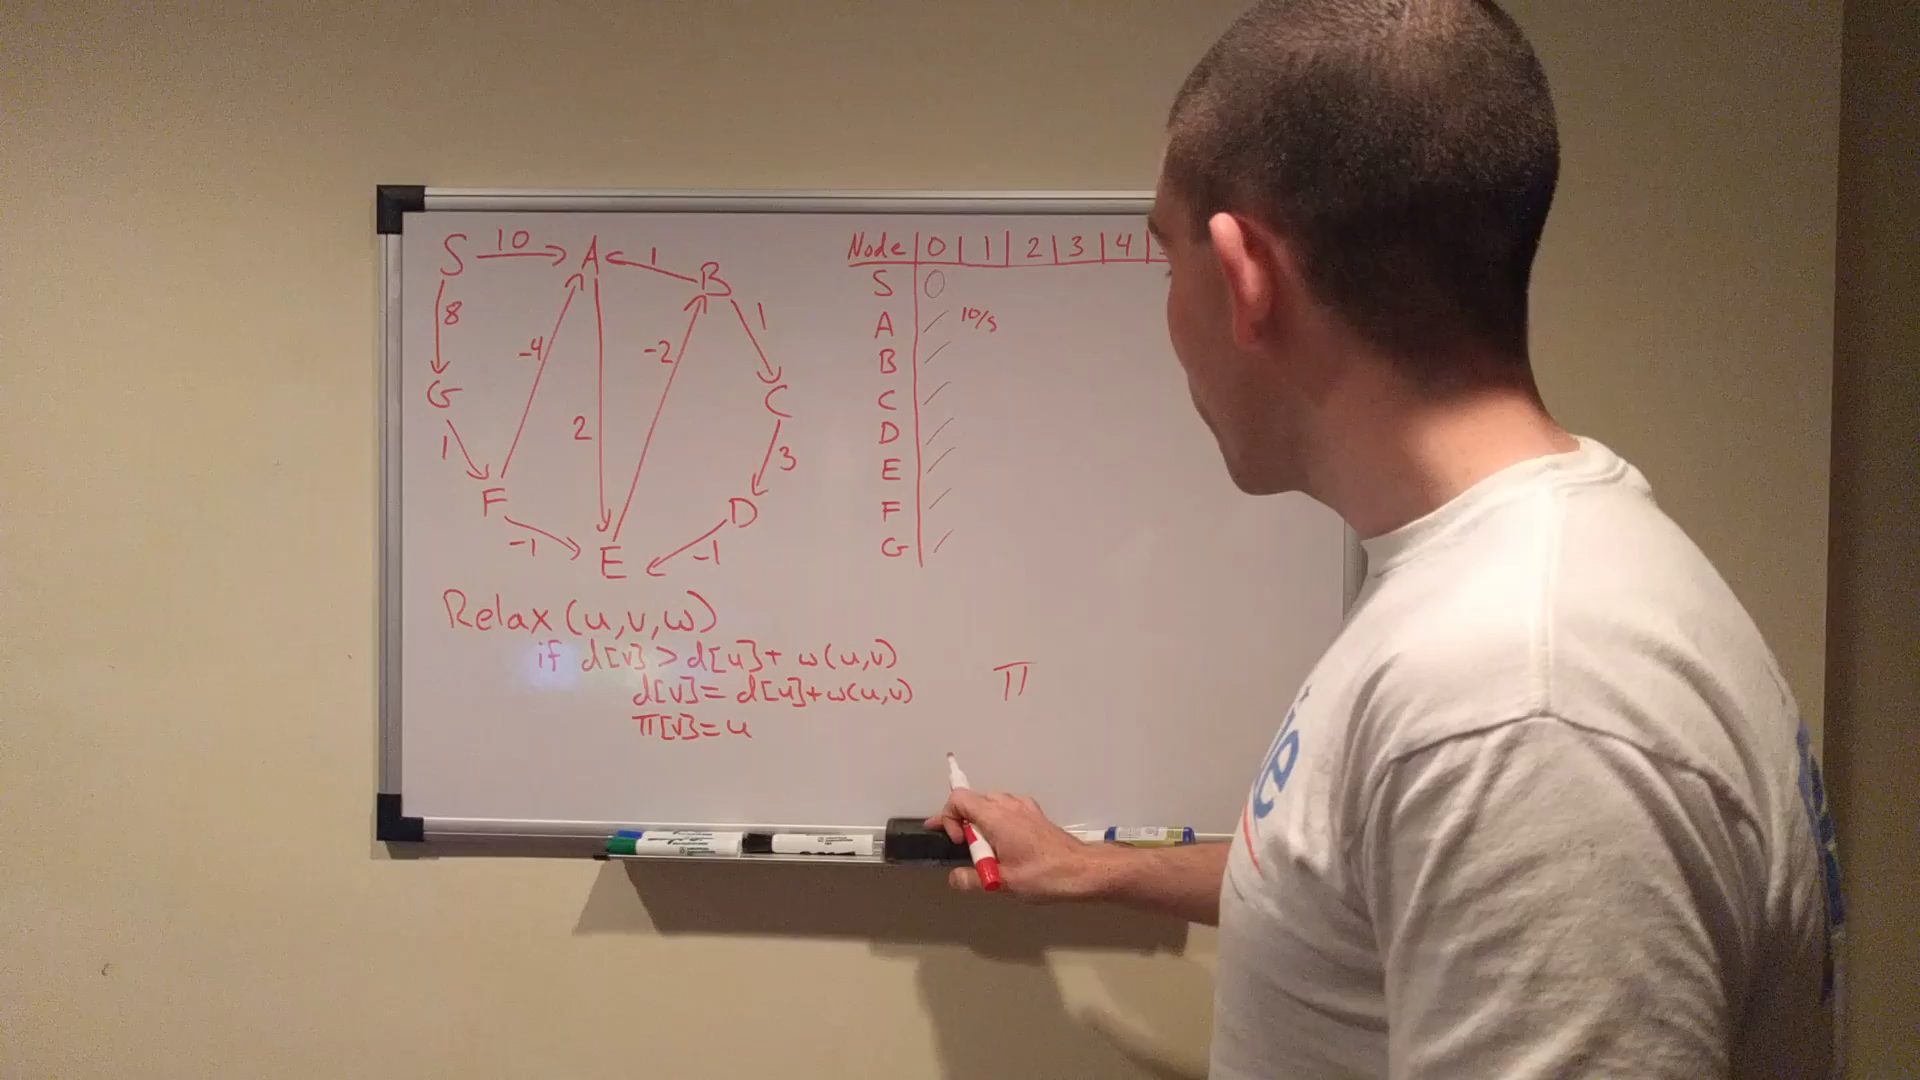 S 10 A 1 B
8 -4 2 -2 1
G C
1 3
F D
-1 E -1
Relax (u,v,w)
if d[v] > d[u] + w(u,v)
d[v] = d[u] + w(u,v)
π[v] = u
Node | 0 | 1 | 2 | 3 | 4 |
S 0
A / 10/S
B /
C /
D /
E /
F /
G /
π